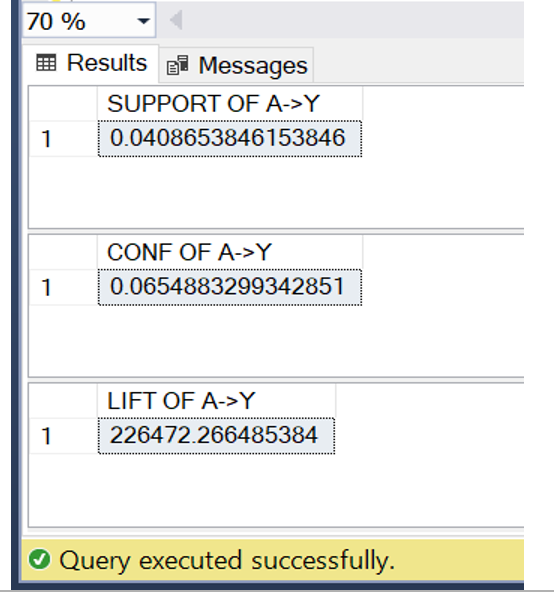 70 %
Results Messages
SUPPORT OF A->Y
1 0.0408653846153846
CONF OF A->Y
1 0.0654883299342851
LIFT OF A->Y
1 226472.266485384
Query executed successfully.